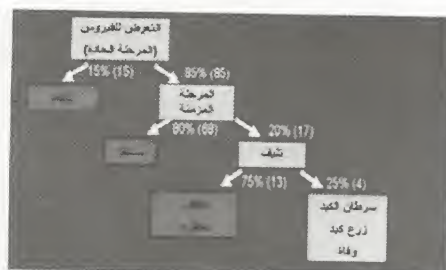 التعرض للفيروس
(المرحلة الحادة)
15% (15)
85% (85)
المرحلة
المزمنة
80% (68)
20% (17)
تليف
75% (13)
25% (4)
سرطان الكبد
زرع كبد
وفاة